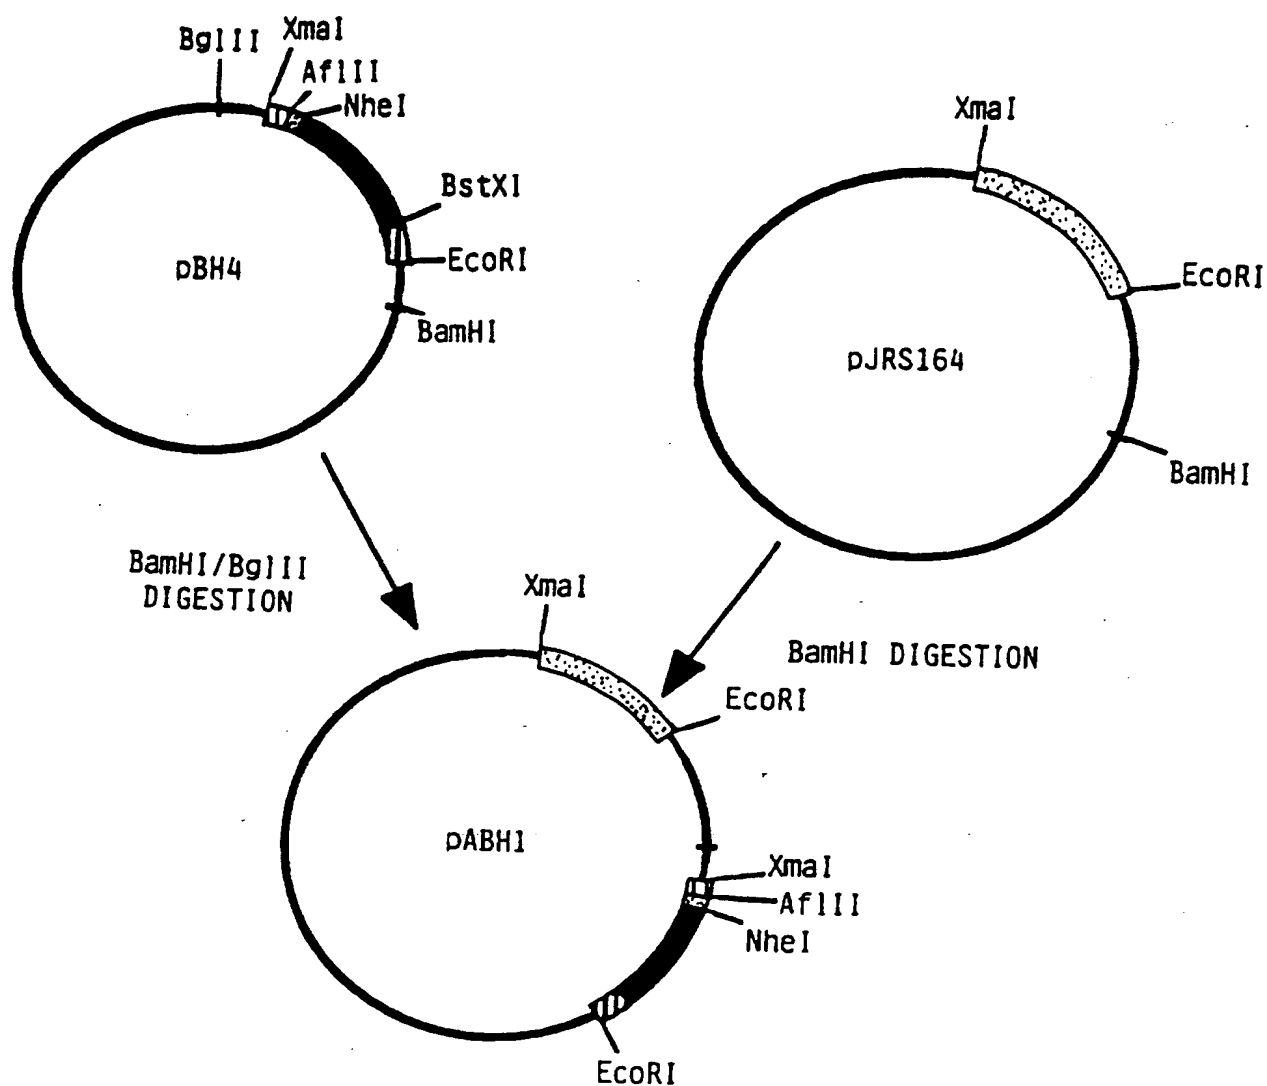 BglII
XmaI
AflII
NheI
BstXI
EcoRI
BamHI
pBH4
XmaI
EcoRI
pJRS164
BamHI
BamHI/BglII
DIGESTION
BamHI DIGESTION
XmaI
EcoRI
pABH1
XmaI
AflII
NheI
EcoRI